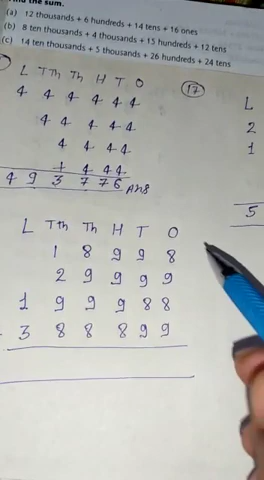 Find the sum.
(a) 12 thousands + 6 hundreds + 14 tens + 16 ones
(b) 8 ten thousands + 4 thousands + 15 hundreds + 12 tens
(c) 14 ten thousands + 5 thousands + 26 hundreds + 24 tens
L TTh Th H T O
4 4 4 4 4 4
4 4 4 4 4
4 4 4 4
+ 4 4 4
4 9 3 7 7 6 Ans
17
L
2
1
5
L TTh Th H T O
1 8 9 9 8
2 9 9 9 9
1 9 9 9 8 8
3 8 8 8 9 9